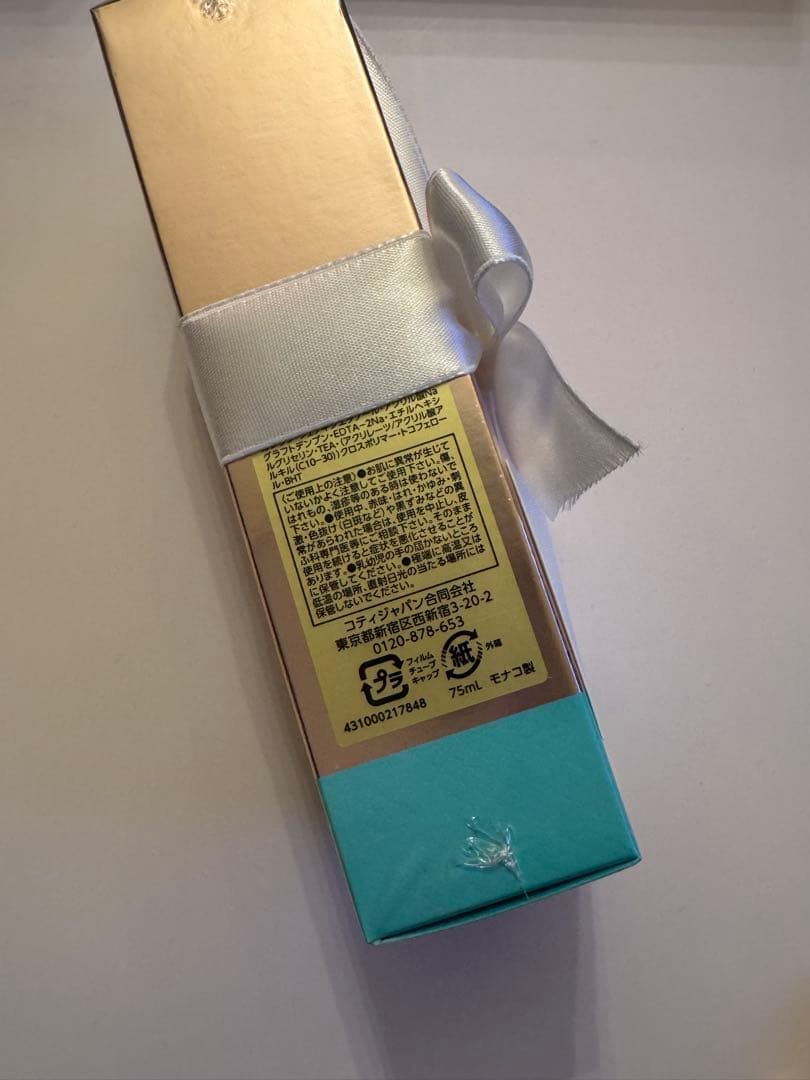 グラフトデンプン・EDTA-2Na・エチルヘキシ
ルグリセリン・TEA・(アクリレーツ/アクリル酸ア
ルキル(C10-30))クロスポリマー・トコフェロー
ル・BHT
〈ご使用上の注意〉●お肌に異常が生じて
いないかよく注意してご使用下さい。傷、
はれもの、湿疹等のある時は使わないで
下さい。●使用中、赤味・はれ・かゆみ・刺
激・色抜け(白斑など)や黒ずみなどの異
常があらわれた場合は、使用を中止し、皮
ふ科専門医等にご相談下さい。そのまま
使用を続けると症状を悪化させることが
あります。●乳幼児の手の届かないところ
に保管してください。●極端に高温又は
低温の場所、直射日光の当たる場所には
保管しないでください。
コティジャパン合同会社
東京都新宿区西新宿3-20-2
0120-878-653
プラ
フィルム
チューブ
キャップ
紙
外箱
431000217848
75mL モナコ製